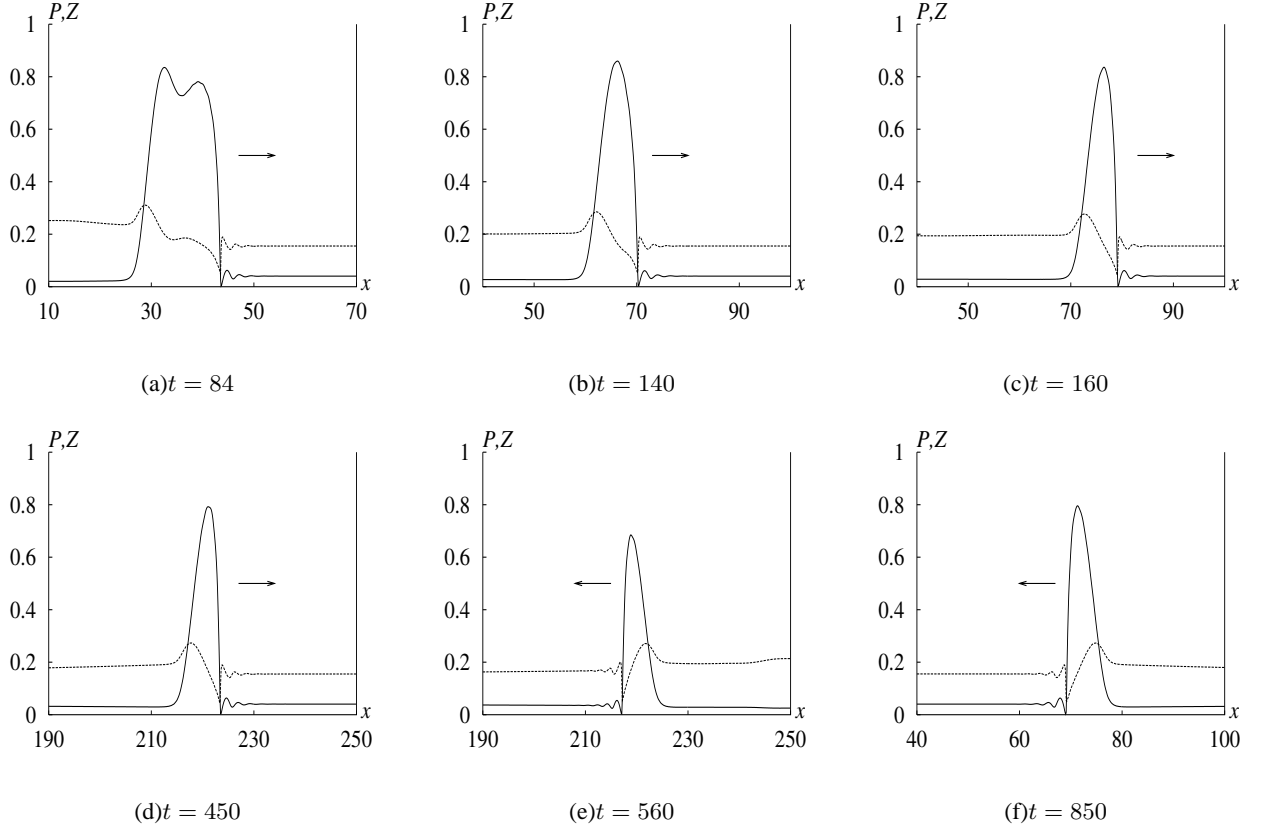 P,Z
1
0.8
0.6
0.4
0.2
0
x
10 30 50 70
(a)t = 84
P,Z
1
0.8
0.6
0.4
0.2
0
x
50 70 90
(b)t = 140
P,Z
1
0.8
0.6
0.4
0.2
0
x
50 70 90
(c)t = 160
P,Z
1
0.8
0.6
0.4
0.2
0
x
190 210 230 250
(d)t = 450
P,Z
1
0.8
0.6
0.4
0.2
0
x
190 210 230 250
(e)t = 560
P,Z
1
0.8
0.6
0.4
0.2
0
x
40 60 80 100
(f)t = 850